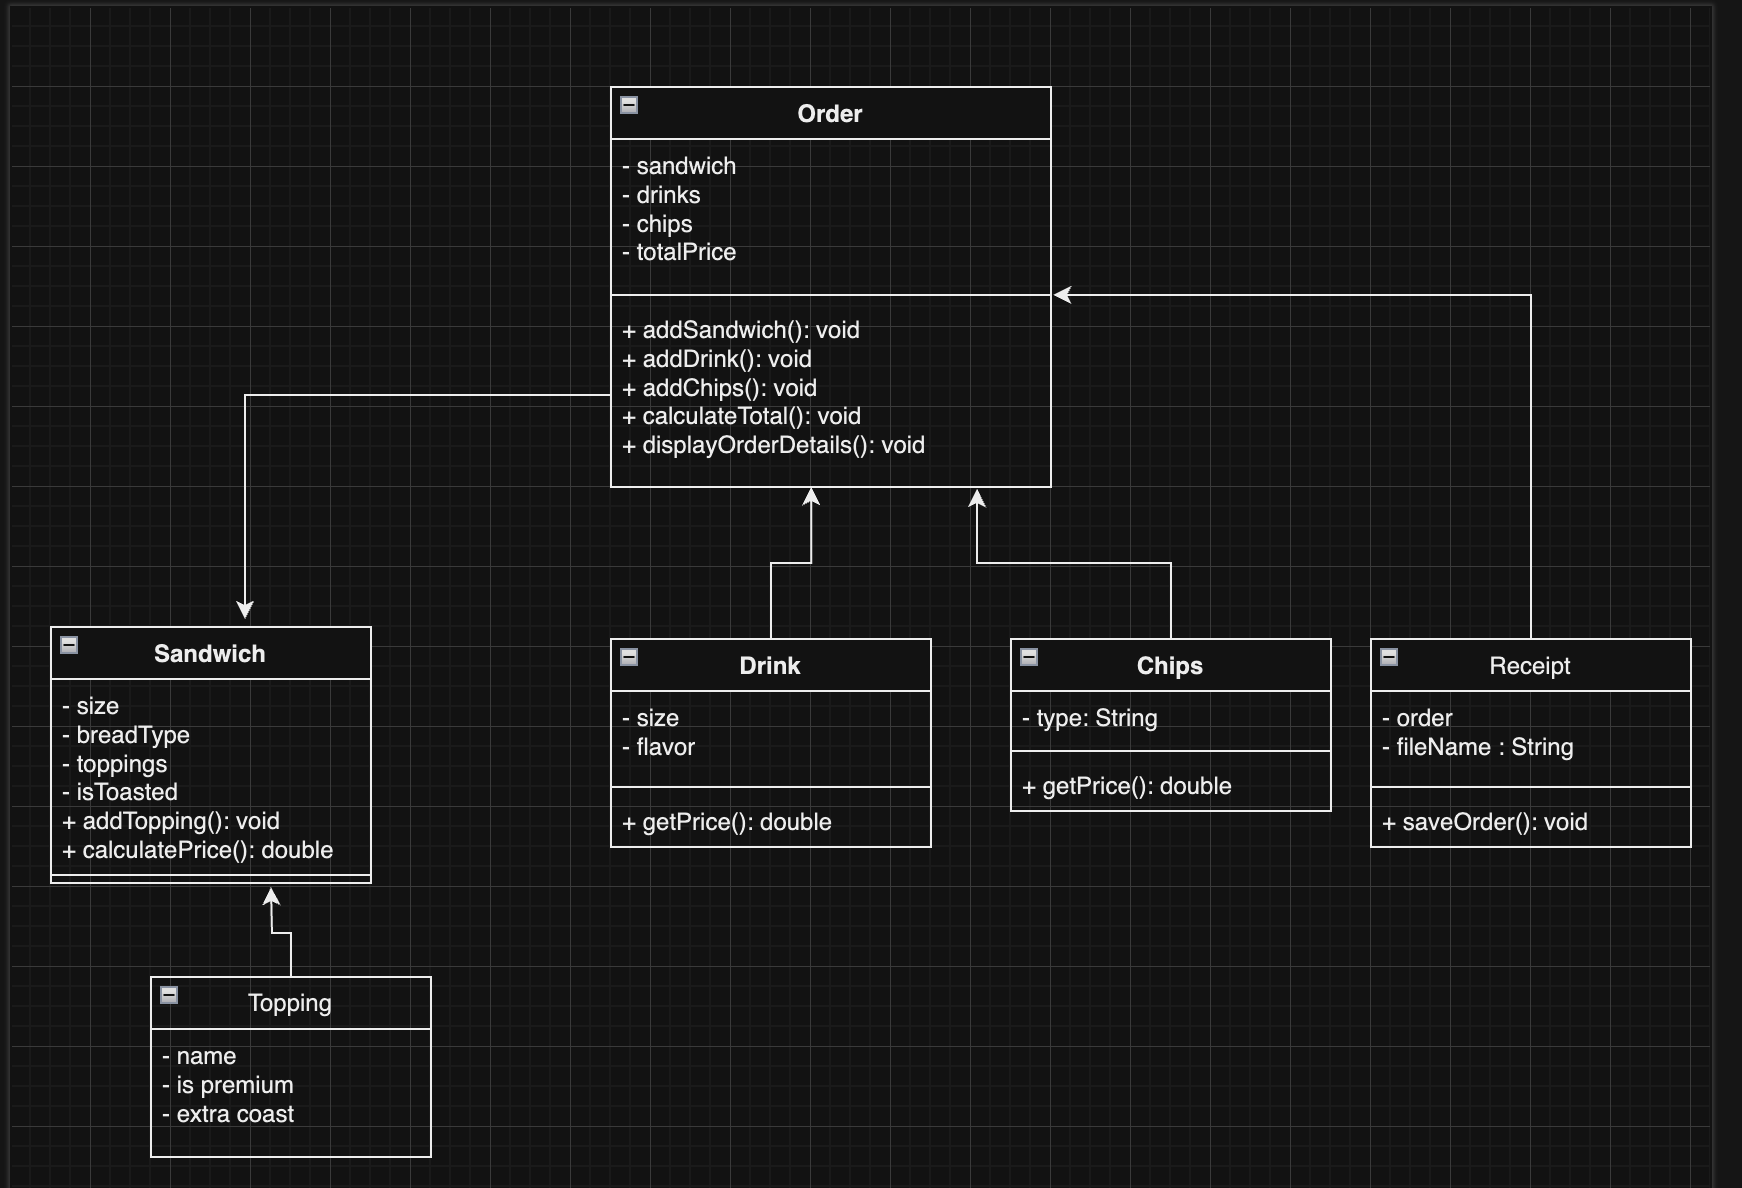 Order
- sandwich
- drinks
- chips
- totalPrice
+ addSandwich(): void
+ addDrink(): void
+ addChips(): void
+ calculateTotal(): void
+ displayOrderDetails(): void
Sandwich
- size
- breadType
- toppings
- isToasted
+ addTopping(): void
+ calculatePrice(): double
Drink
- size
- flavor
+ getPrice(): double
Chips
- type: String
+ getPrice(): double
Receipt
- order
- fileName : String
+ saveOrder(): void
Topping
- name
- is premium
- extra coast